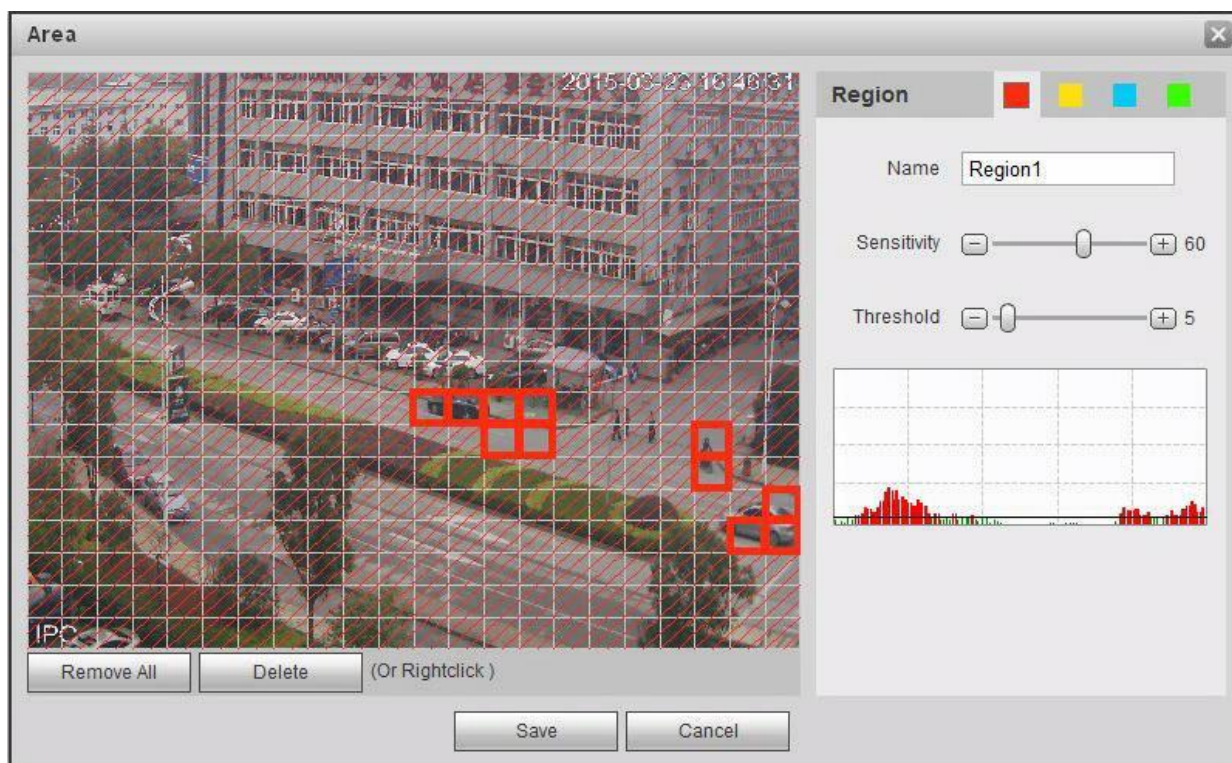 Area
2015-03-23 16:46:31
Region
Name Region1
Sensitivity 60
Threshold 5
IPC
Remove All Delete (Or Rightclick )
Save Cancel